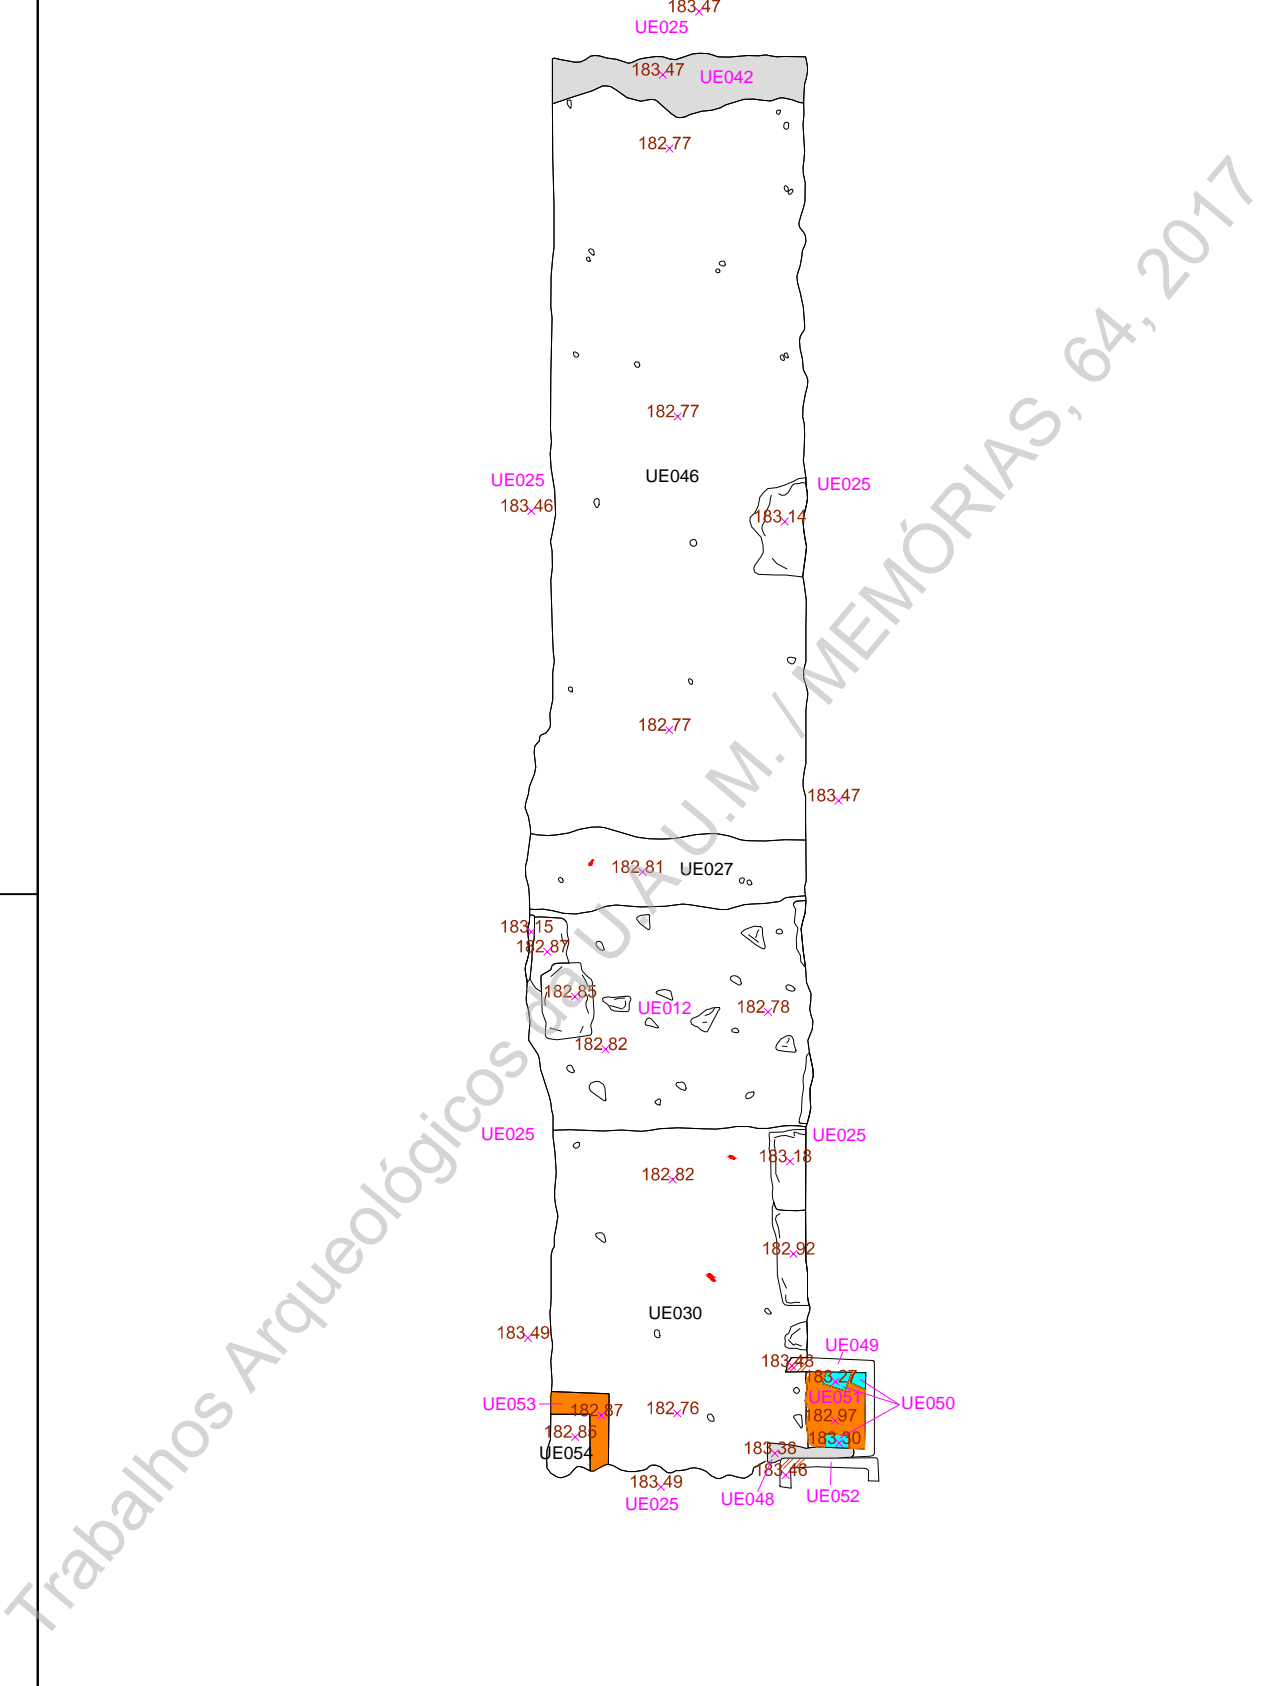 183.47
UE025
183.47
UE042
182.77
182.77
UE046
UE025
UE025
183.46
183.14
182.77
183.47
182.81
UE027
183.15
182.87
182.85
UE012
182.78
182.82
UE025
UE025
183.18
182.82
182.92
UE030
183.49
UE049
183.48
183.27
UE051
UE050
UE053
182.87
182.76
182.97
182.85
183.30
UE054
183.38
183.46
183.49
UE025
UE048
UE052
Trabalhos Arqueológicos da U.A.U.M. / MEMÓRIAS, 64, 2017